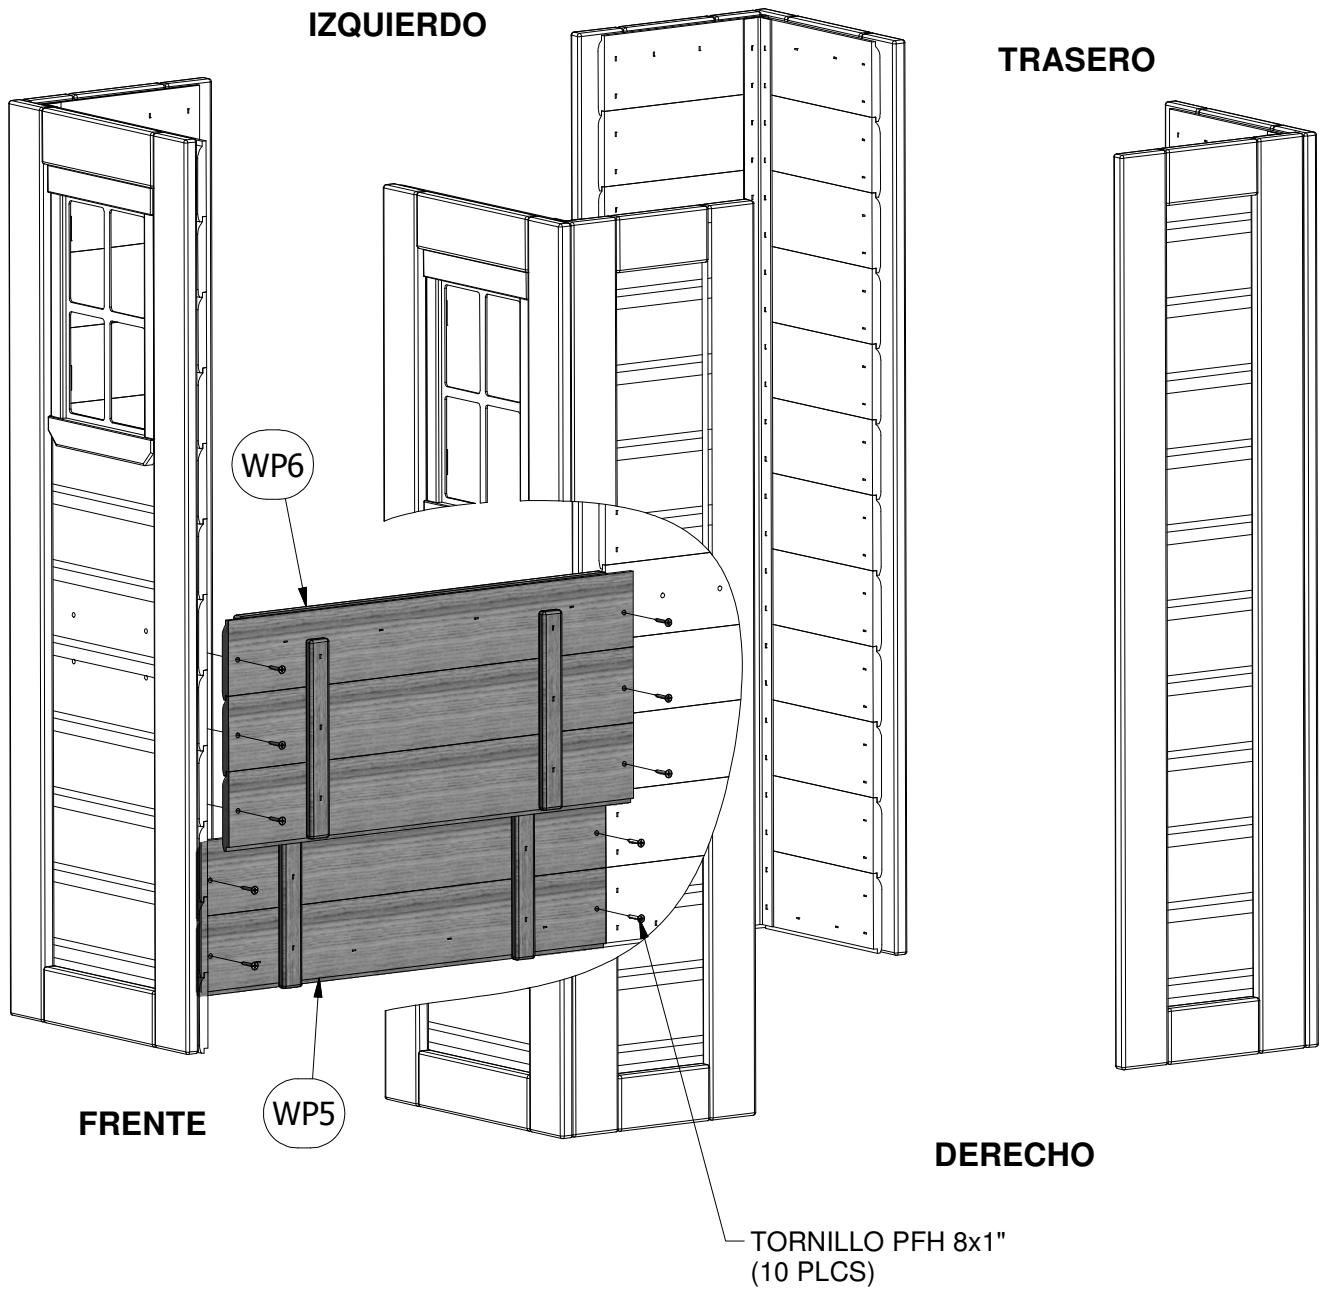 IZQUIERDO
TRASERO
WP6
WP5
FRENTE
DERECHO
TORNILLO PFH 8x1"
(10 PLCS)